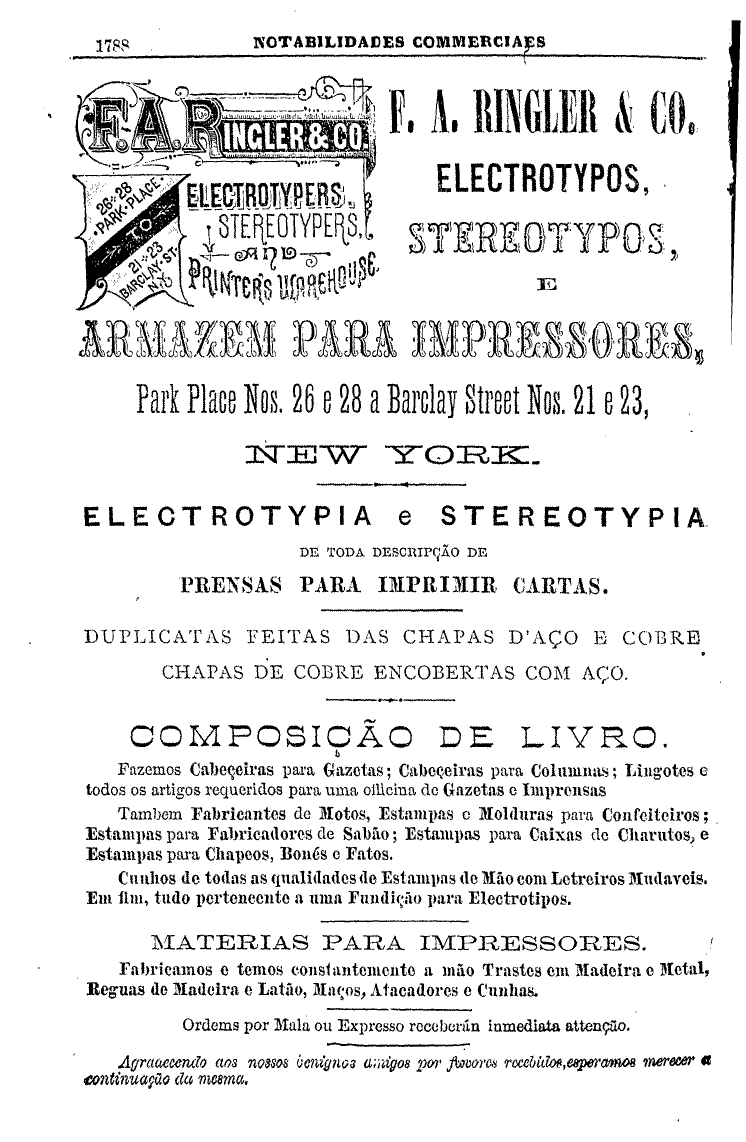 1788 NOTABILIDADES COMMERCIAES
F.A. RINGLER & CO.
ELECTROTYPERS,
STEREOTYPERS,
AND
PRINTER'S WAREHOUSE
26 & 28
PARK PLACE
TO
21 & 23
BARCLAY ST.
N.Y.
F. A. RINGLER & CO.
ELECTROTYPOS,
STEREOTYPOS,
E
ARMAZEM PARA IMPRESSORES,
Park Place Nos. 26 e 28 a Barclay Street Nos. 21 e 23,
NEW YORK.
ELECTROTYPIA e STEREOTYPIA
DE TODA DESCRIPÇÃO DE
PRENSAS PARA IMPRIMIR CARTAS.
DUPLICATAS FEITAS DAS CHAPAS D'AÇO E COBRE
CHAPAS DE COBRE ENCOBERTAS COM AÇO.
COMPOSIÇÃO DE LIVRO.
Fazemos Cabeçeiras para Gazetas; Cabeçeiras para Columnas; Lingotes e
todos os artigos requeridos para uma officina de Gazetas e Imprensas
Tambem Fabricantes de Motos, Estampas e Molduras para Confeiteiros;
Estampas para Fabricadores de Sabão; Estampas para Caixas de Charutos, e
Estampas para Chapeos, Bonés e Fatos.
Cunhos de todas as qualidades de Estampas de Mão com Letreiros Mudaveis.
Em fim, tudo pertenecente a uma Fundição para Electrotipos.
MATERIAS PARA IMPRESSORES.
Fabricamos e temos constantemente a mão Trastes em Madeira e Metal,
Reguas de Madeira e Latão, Maços, Atacadores e Cunhas.
Ordems por Mala ou Expresso receberán inmediata attenção.
Agradecendo aos nossos benignos amigos por favores recebidos, esperamos merecer a
continuação da mesma.